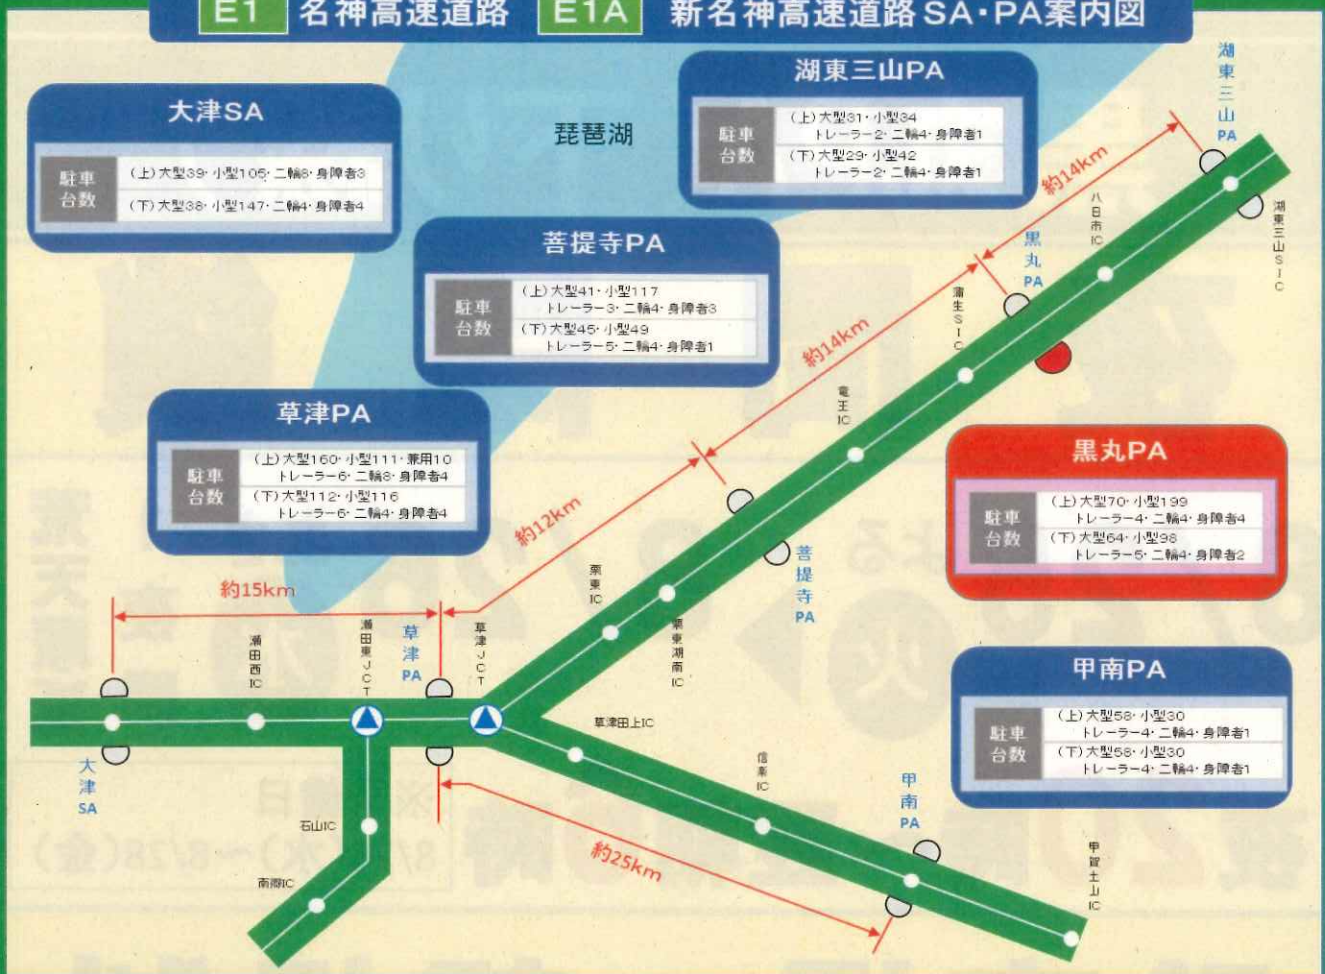 E1 名神高速道路 E1A 新名神高速道路 SA・PA案内図
大津SA
駐車台数
(上)大型39・小型105・二輪8・身障者3
(下)大型38・小型147・二輪4・身障者4
琵琶湖
湖東三山PA
駐車台数
(上)大型31・小型34
トレーラー2・二輪4・身障者1
(下)大型29・小型42
トレーラー2・二輪4・身障者1
菩提寺PA
駐車台数
(上)大型41・小型117
トレーラー3・二輪4・身障者3
(下)大型45・小型49
トレーラー5・二輪4・身障者1
草津PA
駐車台数
(上)大型160・小型111・兼用10
トレーラー6・二輪8・身障者4
(下)大型112・小型116
トレーラー6・二輪4・身障者4
黒丸PA
駐車台数
(上)大型70・小型199
トレーラー4・二輪4・身障者4
(下)大型64・小型98
トレーラー5・二輪4・身障者2
甲南PA
駐車台数
(上)大型58・小型30
トレーラー4・二輪4・身障者1
(下)大型58・小型30
トレーラー4・二輪4・身障者1
湖東三山PA
湖東三山SIC
約14km
八日市IC
黒丸PA
蒲生SIC
約14km
竜王IC
菩提寺PA
約12km
栗東IC
栗東湖南IC
約15km
大津SA
瀬田西IC
瀬田東JCT
草津PA
草津JCT
草津田上IC
信楽IC
甲南PA
甲賀土山IC
約25km
石山IC
南郷IC